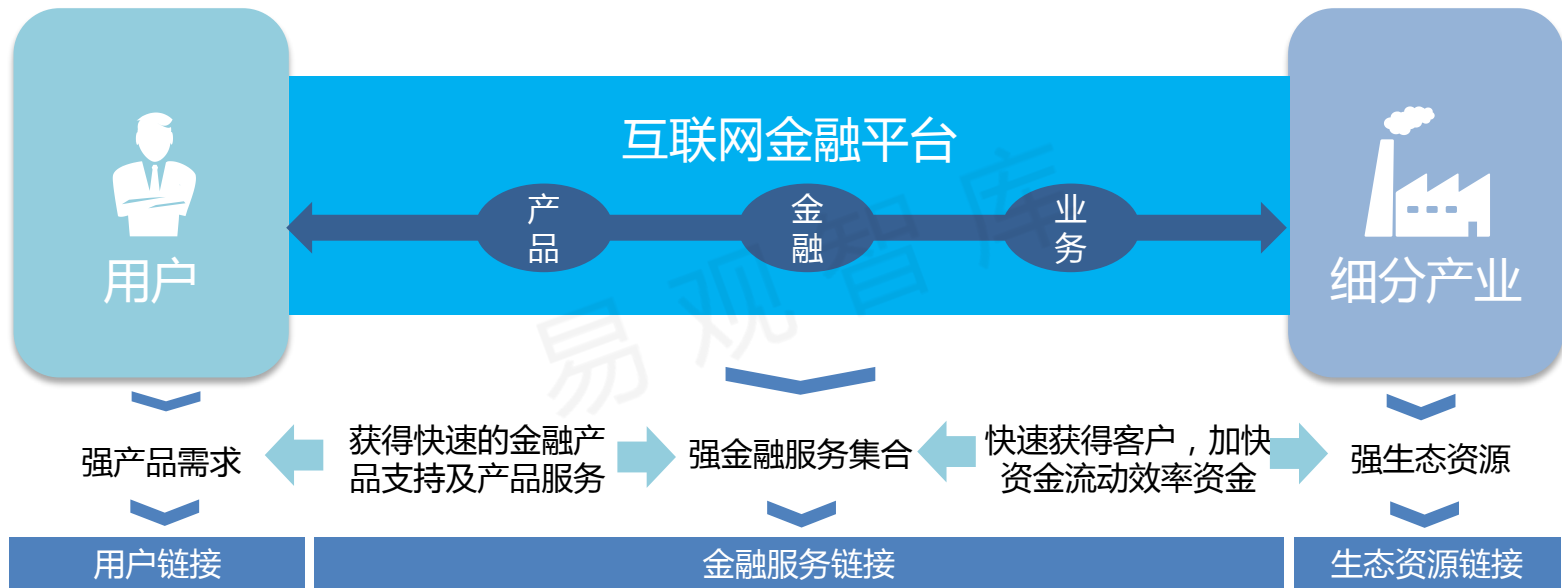 互联网金融平台
产
品
金
融
业
务
用户
细分产业
强产品需求
获得快速的金融产
品支持及产品服务
强金融服务集合
快速获得客户，加快
资金流动效率资金
强生态资源
用户链接
金融服务链接
生态资源链接
易观智库